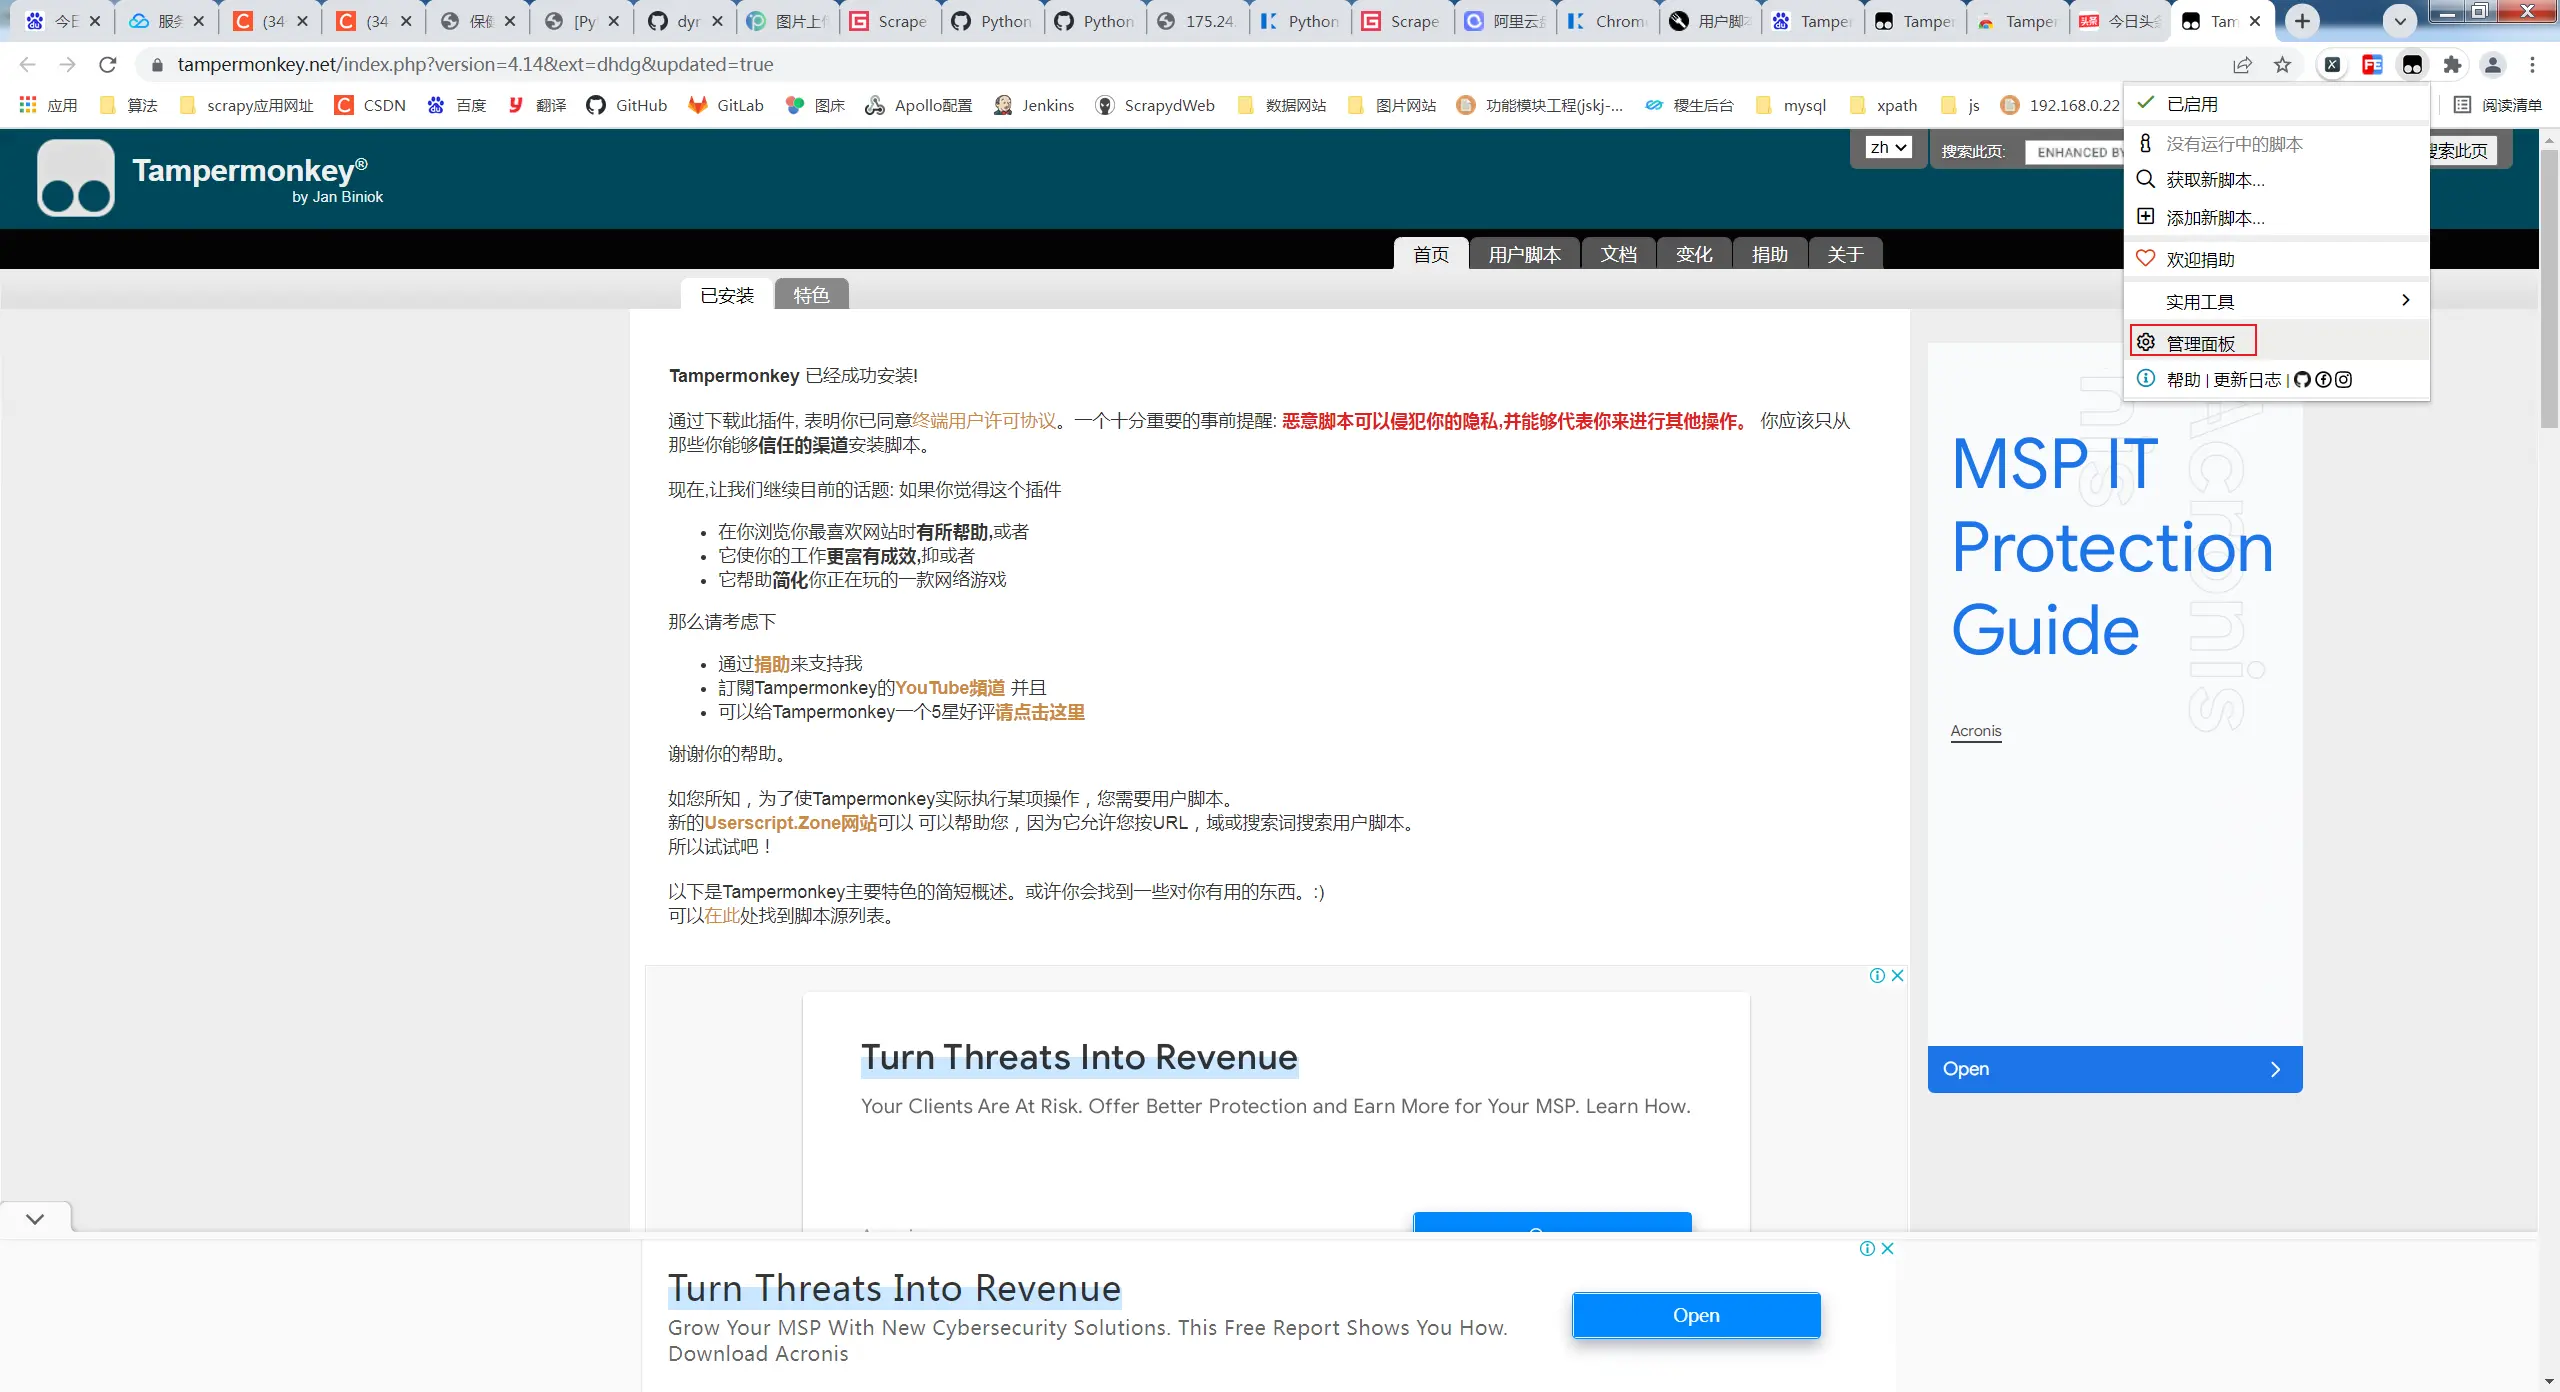 今日 服务 (34 (34 保健 [Py dyn 图片上传 Scrape Python Python 175.24. Python Scrape 阿里云盘 Chrom 用户脚本 Tamper Tamper Tamper 今日头条 Tam
tampermonkey.net/index.php?version=4.14&ext=dhdg&updated=true
应用 算法 scrapy应用网址 CSDN 百度 翻译 GitHub GitLab 图床 Apollo配置 Jenkins ScrapydWeb 数据网站 图片网站 功能模块工程(jskj-... 稷生后台 mysql xpath js 192.168.0.22 阅读清单
已启用
没有运行中的脚本
获取新脚本...
添加新脚本...
欢迎捐助
实用工具
管理面板
帮助 | 更新日志 |
Tampermonkey®
by Jan Biniok
zh
搜索此页:
ENHANCED BY
搜索此页
首页 用户脚本 文档 变化 捐助 关于
已安装 特色
Tampermonkey 已经成功安装!
通过下载此插件, 表明你已同意终端用户许可协议。一个十分重要的事前提醒: 恶意脚本可以侵犯你的隐私,并能够代表你来进行其他操作。 你应该只从
那些你能够信任的渠道安装脚本。
现在,让我们继续目前的话题: 如果你觉得这个插件
• 在你浏览你最喜欢网站时有所帮助,或者
• 它使你的工作更富有成效,抑或者
• 它帮助简化你正在玩的一款网络游戏
那么请考虑下
• 通过捐助来支持我
• 訂閱Tampermonkey的YouTube頻道 并且
• 可以给Tampermonkey一个5星好评请点击这里
谢谢你的帮助。
如您所知，为了使Tampermonkey实际执行某项操作，您需要用户脚本。
新的Userscript.Zone网站可以 可以帮助您，因为它允许您按URL，域或搜索词搜索用户脚本。
所以试试吧！
以下是Tampermonkey主要特色的简短概述。或许你会找到一些对你有用的东西。:)
可以在此处找到脚本源列表。
MSP IT
Protection
Guide
Acronis
Acronis
Open
Turn Threats Into Revenue
Your Clients Are At Risk. Offer Better Protection and Earn More for Your MSP. Learn How.
Turn Threats Into Revenue
Grow Your MSP With New Cybersecurity Solutions. This Free Report Shows You How.
Download Acronis
Open